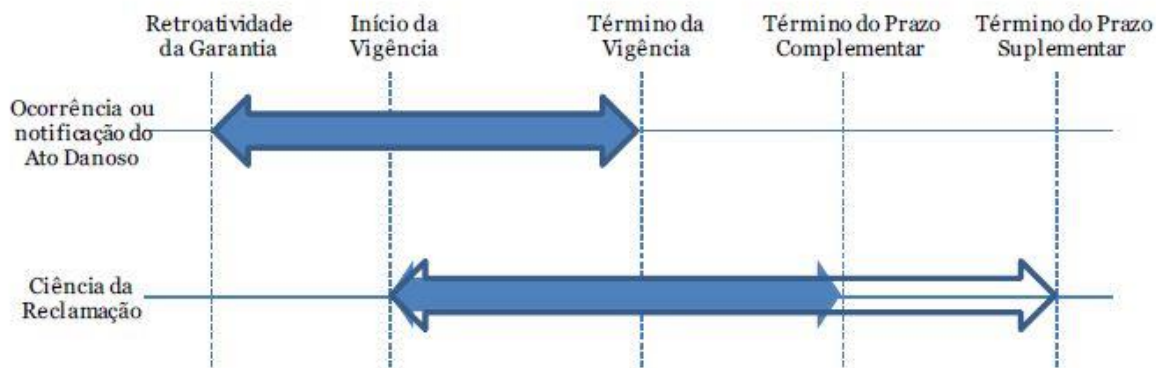 Retroatividade
da Garantia
Início da
Vigência
Término da
Vigência
Término do Prazo
Complementar
Término do Prazo
Suplementar
Ocorrência ou
notificação do
Ato Danoso
Ciência da
Reclamação